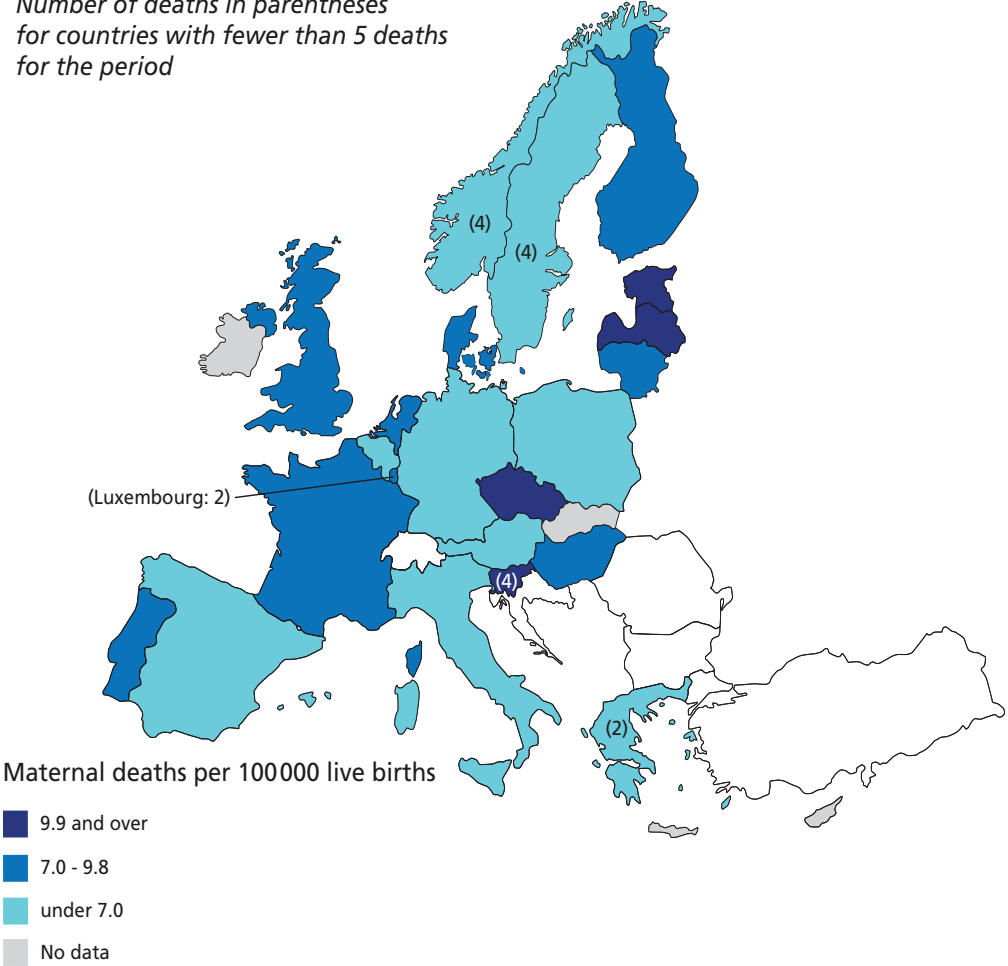 Number of deaths in parentheses
for countries with fewer than 5 deaths
for the period
(4)
(4)
(Luxembourg: 2)
(4)
(2)
Maternal deaths per 100 000 live births
9.9 and over
7.0 - 9.8
under 7.0
No data